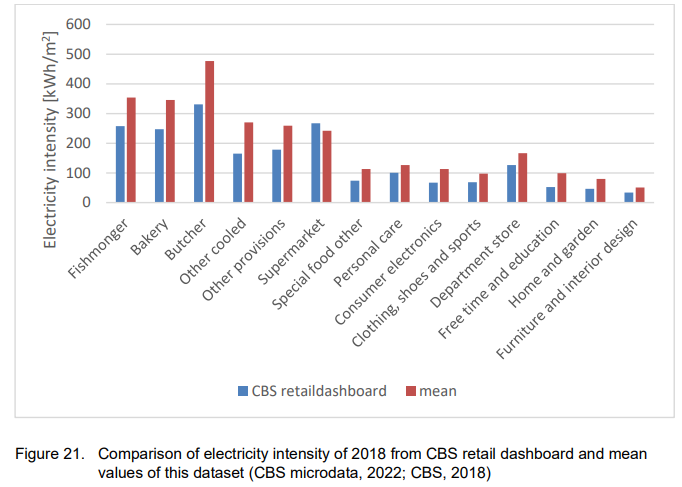 600
500
400
300
200
100
0
Electricity intensity [kWh/m²]
Fishmonger
Bakery
Butcher
Other cooled
Other provisions
Supermarket
Special food other
Personal care
Consumer electronics
Clothing, shoes and sports
Department store
Free time and education
Home and garden
Furniture and interior design
CBS retaildashboard
mean
Figure 21. Comparison of electricity intensity of 2018 from CBS retail dashboard and mean
values of this dataset (CBS microdata, 2022; CBS, 2018)